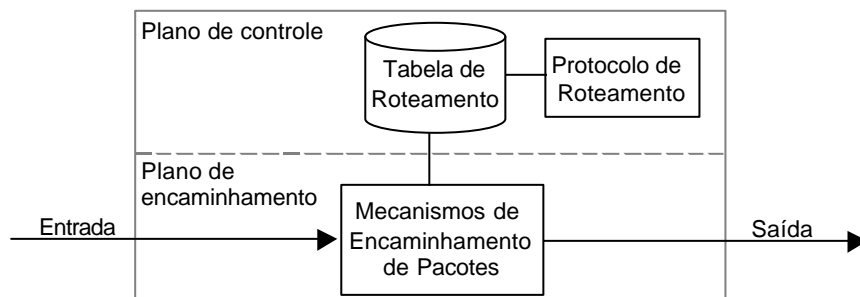 Plano de controle
Tabela de
Roteamento
Protocolo de
Roteamento
Plano de
encaminhamento
Entrada
Mecanismos de
Encaminhamento
de Pacotes
Saída